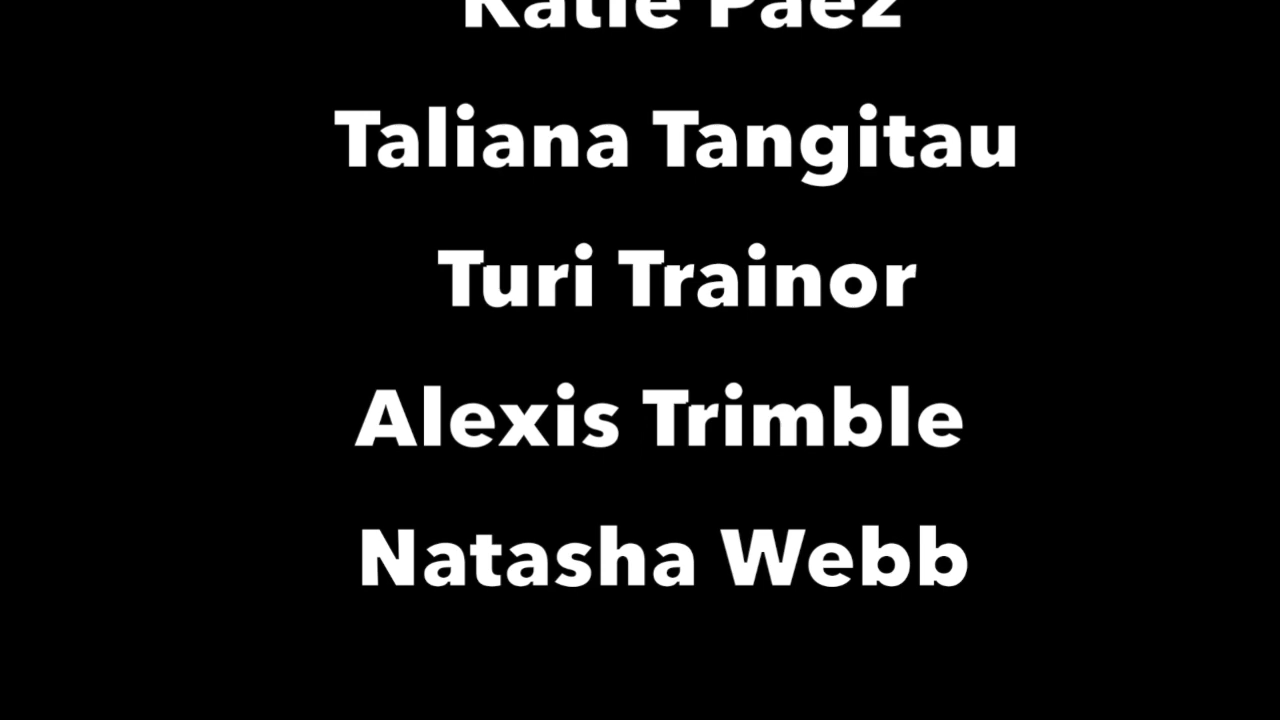 Katie Paez
Taliana Tangitau
Turi Trainor
Alexis Trimble
Natasha Webb